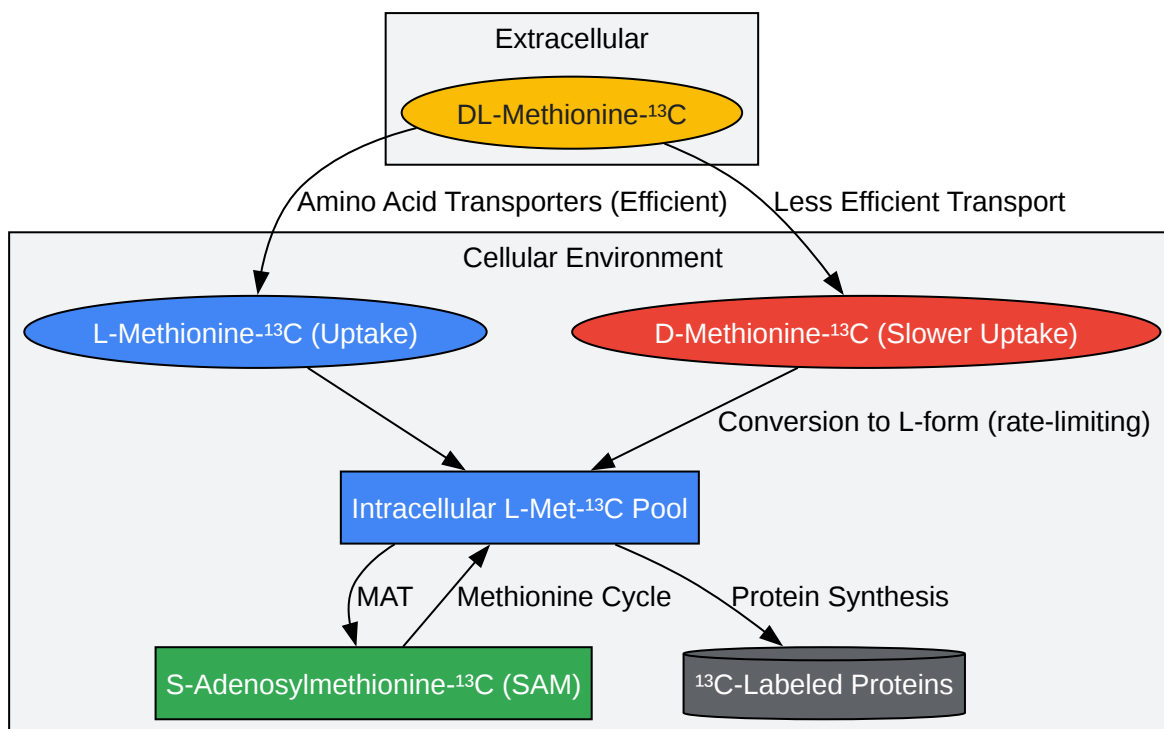 Extracellular
DL-Methionine-¹³C
Amino Acid Transporters (Efficient)
Less Efficient Transport
Cellular Environment
L-Methionine-¹³C (Uptake)
D-Methionine-¹³C (Slower Uptake)
Conversion to L-form (rate-limiting)
Intracellular L-Met-¹³C Pool
MAT
Methionine Cycle
Protein Synthesis
S-Adenosylmethionine-¹³C (SAM)
¹³C-Labeled Proteins